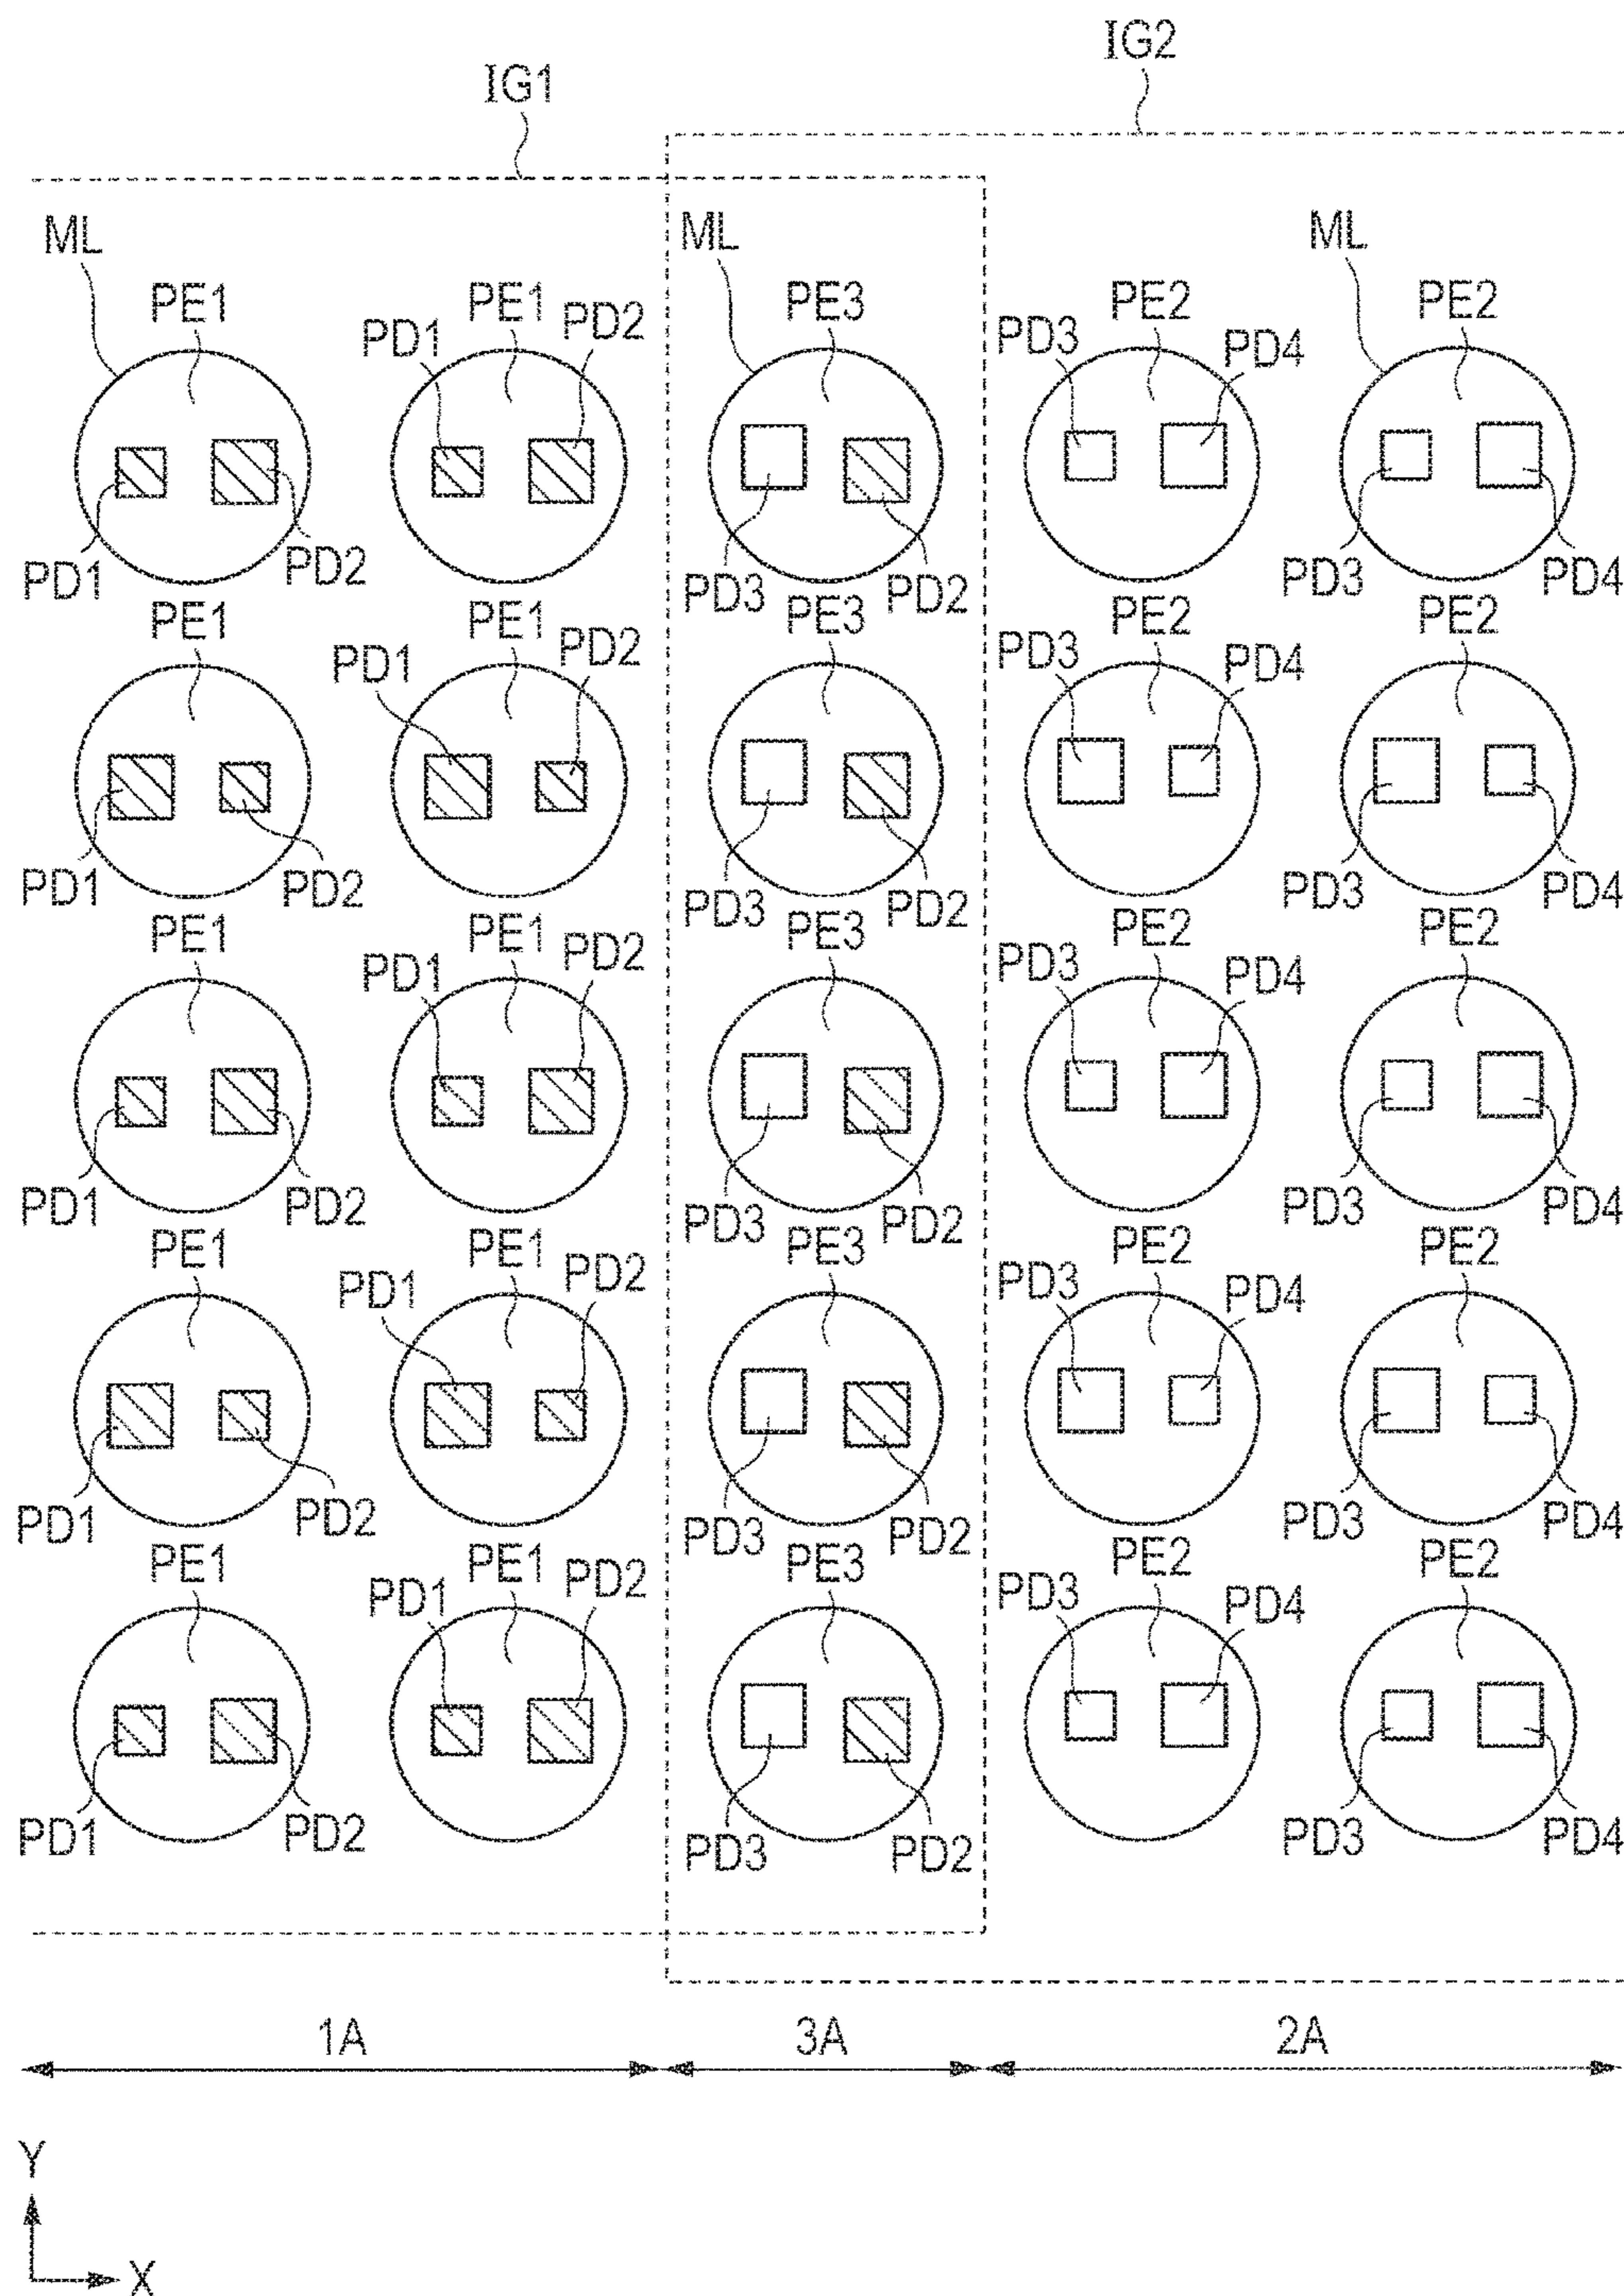 IG2
IG1
ML ML ML
PE1 PE1 PE3 PE2 PE2
PD1 PD2 PD3 PD4
PD1 PD2 PD3 PD2 PD3 PD4
PE1 PE1 PE3 PE2 PE2
PD1 PD2 PD3 PD4
PD1 PD2 PD3 PD2 PD3 PD4
PE1 PE1 PE3 PE2 PE2
PD1 PD2 PD3 PD4
PD1 PD2 PD3 PD2 PD3 PD4
PE1 PE1 PE3 PE2 PE2
PD1 PD2 PD3 PD4
PD1 PD2 PD3 PD2 PD3 PD4
PE1 PE1 PE3 PE2 PE2
PD1 PD2 PD3 PD4
PD1 PD2 PD3 PD2 PD3 PD4
1A 3A 2A
Y
X